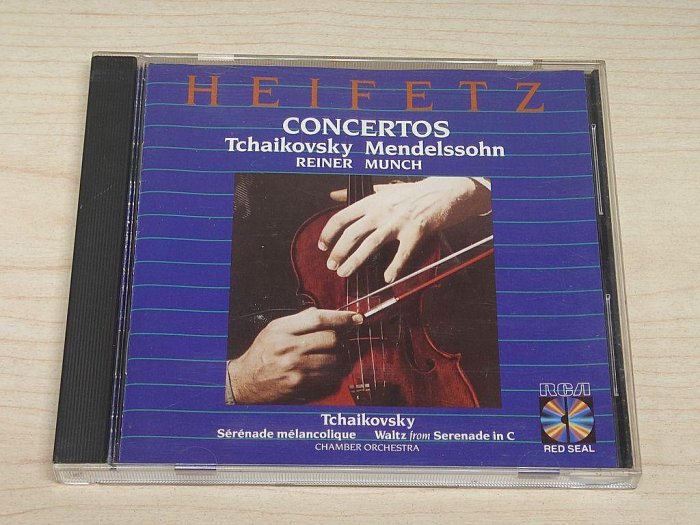 HEIFETZ
CONCERTOS
Tchaikovsky Mendelssohn
REINER MUNCH
Tchaikovsky
Sérénade mélancolique Waltz from Serenade in C
CHAMBER ORCHESTRA
RCA
RED SEAL